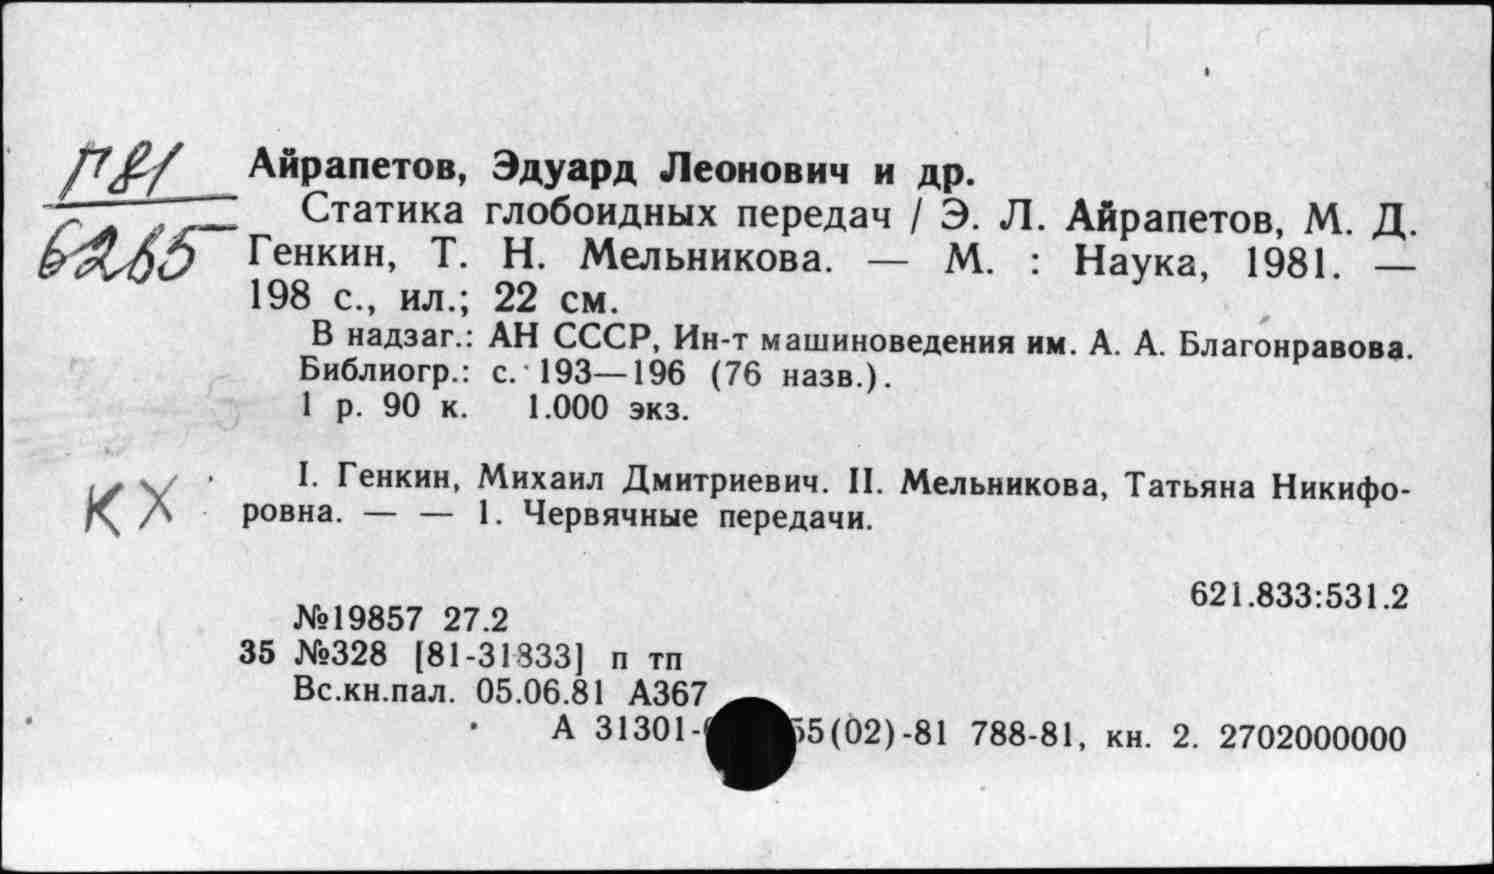 П81
6265
КХ
Айрапетов, Эдуард Леонович и др.
Статика глобоидных передач / Э. Л. Айрапетов, М. Д.
Генкин, Т. Н. Мельникова. — М. : Наука, 1981. —
198 с., ил.; 22 см.
В надзаг.: АН СССР, Ин-т машиноведения им. А. А. Благонравова.
Библиогр.: с. 193—196 (76 назв.).
1 р. 90 к. 1.000 экз.
I. Генкин, Михаил Дмитриевич. II. Мельникова, Татьяна Никифо-
ровна. — — 1. Червячные передачи.
621.833:531.2
№19857 27.2
35 №328 [81-31833] п тп
Вс.кн.пал. 05.06.81 А367
А 31301- 55(02)-81 788-81, кн. 2. 2702000000